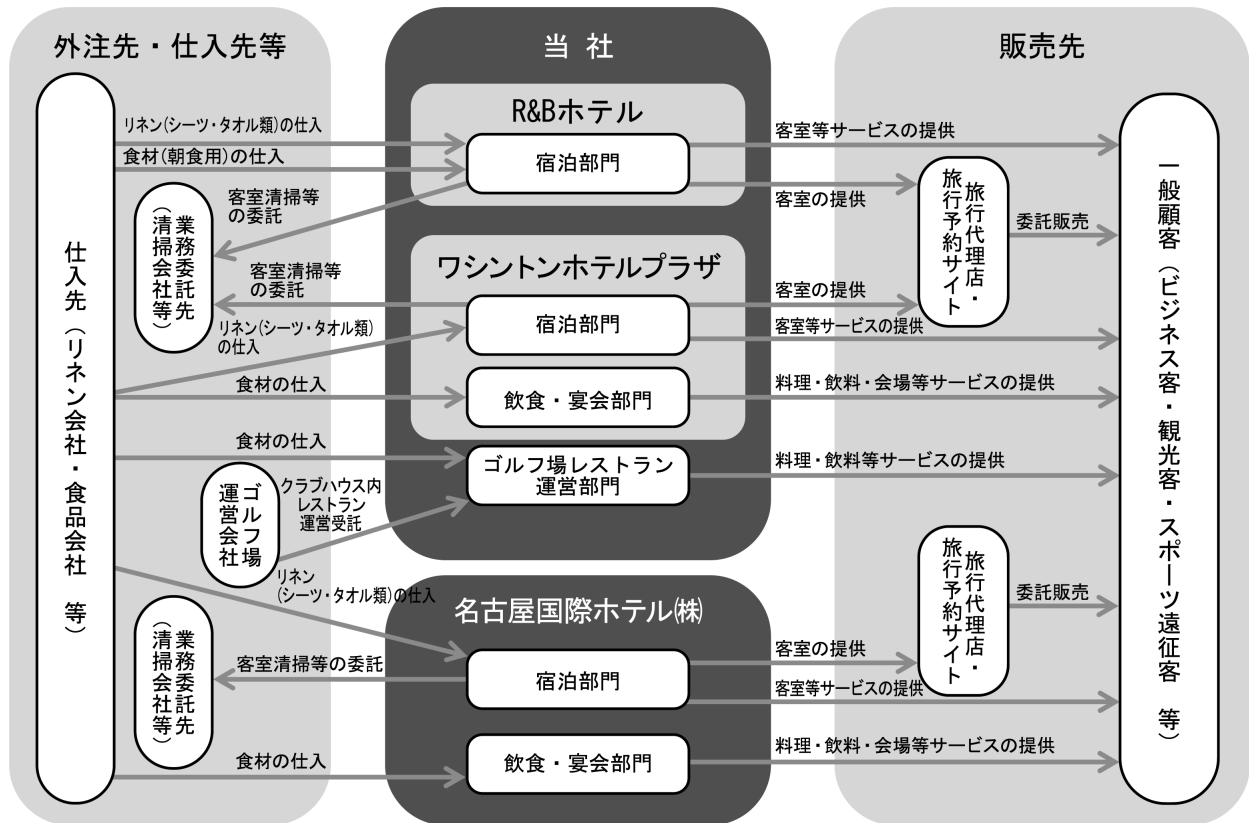 外注先・仕入先等
当 社
販売先
仕入先（リネン会社・食品会社 等）
リネン(シーツ・タオル類)の仕入
食材(朝食用)の仕入
客室清掃等
の委託
業務委託先
(清掃会社等)
客室清掃等
の委託
リネン(シーツ・タオル類)
の仕入
食材の仕入
食材の仕入
ゴルフ場
運営会社
クラブハウス内
レストラン
運営受託
リネン
(シーツ・タオル類)の仕入
業務委託先
(清掃会社等)
客室清掃等の委託
食材の仕入
R&Bホテル
宿泊部門
ワシントンホテルプラザ
宿泊部門
飲食・宴会部門
ゴルフ場レストラン
運営部門
名古屋国際ホテル㈱
宿泊部門
飲食・宴会部門
客室等サービスの提供
客室の提供
旅行代理店・
旅行予約サイト
委託販売
客室の提供
客室等サービスの提供
料理・飲料・会場等サービスの提供
料理・飲料等サービスの提供
旅行代理店・
旅行予約サイト
委託販売
客室の提供
客室等サービスの提供
料理・飲料・会場等サービスの提供
一般顧客（ビジネス客・観光客・スポーツ遠征客 等）